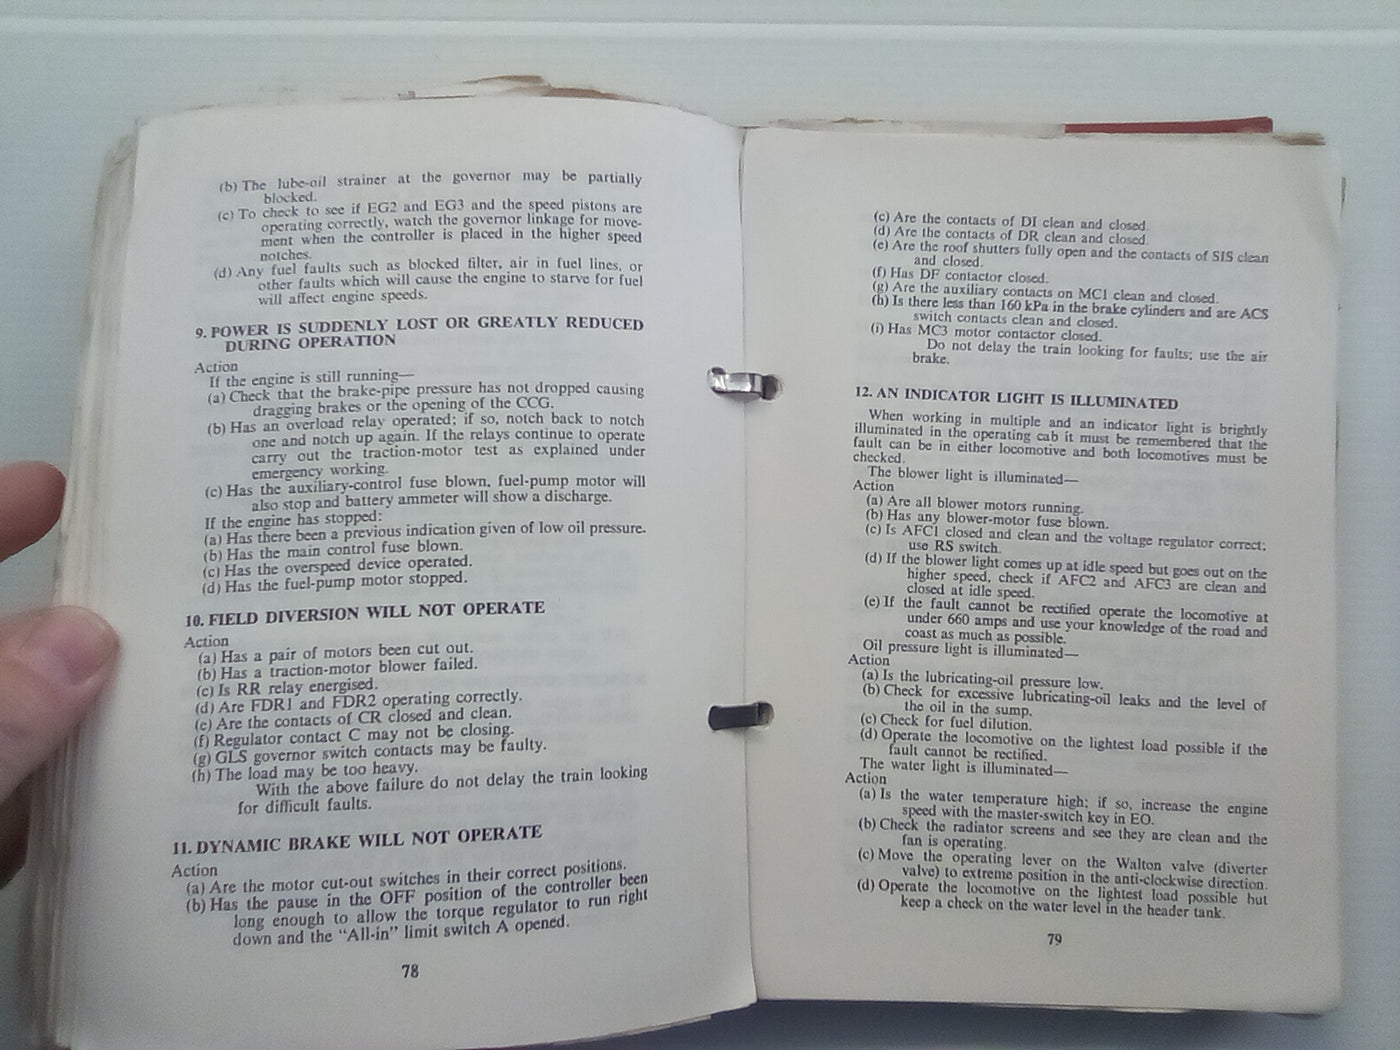 (b) The lube-oil strainer at the governor may be partially
blocked.
(c) To check to see if EG2 and EG3 and the speed pistons are
operating correctly, watch the governor linkage for move-
ment when the controller is placed in the higher speed
notches.
(d) Any fuel faults such as blocked filter, air in fuel lines, or
other faults which will cause the engine to starve for fuel
will affect engine speeds.
9. POWER IS SUDDENLY LOST OR GREATLY REDUCED
DURING OPERATION
Action
If the engine is still running—
(a) Check that the brake-pipe pressure has not dropped causing
dragging brakes or the opening of the CCG.
(b) Has an overload relay operated; if so, notch back to notch
one and notch up again. If the relays continue to operate
carry out the traction-motor test as explained under
emergency working.
(c) Has the auxiliary-control fuse blown, fuel-pump motor will
also stop and battery ammeter will show a discharge.
If the engine has stopped:
(a) Has there been a previous indication given of low oil pressure.
(b) Has the main control fuse blown.
(c) Has the overspeed device operated.
(d) Has the fuel-pump motor stopped.
10. FIELD DIVERSION WILL NOT OPERATE
Action
(a) Has a pair of motors been cut out.
(b) Has a traction-motor blower failed.
(c) Is RR relay energised.
(d) Are FDR1 and FDR2 operating correctly.
(e) Are the contacts of CR closed and clean.
(f) Regulator contact C may not be closing.
(g) GLS governor switch contacts may be faulty.
(h) The load may be too heavy.
With the above failure do not delay the train looking
for difficult faults.
11. DYNAMIC BRAKE WILL NOT OPERATE
Action
(a) Are the motor cut-out switches in their correct positions.
(b) Has the pause in the OFF position of the controller been
long enough to allow the torque regulator to run right
down and the “All-in” limit switch A opened.
78
(c) Are the contacts of DI clean and closed.
(d) Are the contacts of DR clean and closed.
(e) Are the roof shutters fully open and the contacts of SIS clean
and closed.
(f) Has DF contactor closed.
(g) Are the auxiliary contacts on MC1 clean and closed.
(h) Is there less than 160 kPa in the brake cylinders and are ACS
switch contacts clean and closed.
(i) Has MC3 motor contactor closed.
Do not delay the train looking for faults; use the air
brake.
12. AN INDICATOR LIGHT IS ILLUMINATED
When working in multiple and an indicator light is brightly
illuminated in the operating cab it must be remembered that the
fault can be in either locomotive and both locomotives must be
checked.
The blower light is illuminated—
Action
(a) Are all blower motors running.
(b) Has any blower-motor fuse blown.
(c) Is AFC1 closed and clean and the voltage regulator correct;
use RS switch.
(d) If the blower light comes up at idle speed but goes out on the
higher speed, check if AFC2 and AFC3 are clean and
closed at idle speed.
(e) If the fault cannot be rectified operate the locomotive at
under 660 amps and use your knowledge of the road and
coast as much as possible.
Oil pressure light is illuminated—
Action
(a) Is the lubricating-oil pressure low.
(b) Check for excessive lubricating-oil leaks and the level of
the oil in the sump.
(c) Check for fuel dilution.
(d) Operate the locomotive on the lightest load possible if the
fault cannot be rectified.
The water light is illuminated—
Action
(a) Is the water temperature high; if so, increase the engine
speed with the master-switch key in EO.
(b) Check the radiator screens and see they are clean and the
fan is operating.
(c) Move the operating lever on the Walton valve (diverter
valve) to extreme position in the anti-clockwise direction.
(d) Operate the locomotive on the lightest load possible but
keep a check on the water level in the header tank.
79